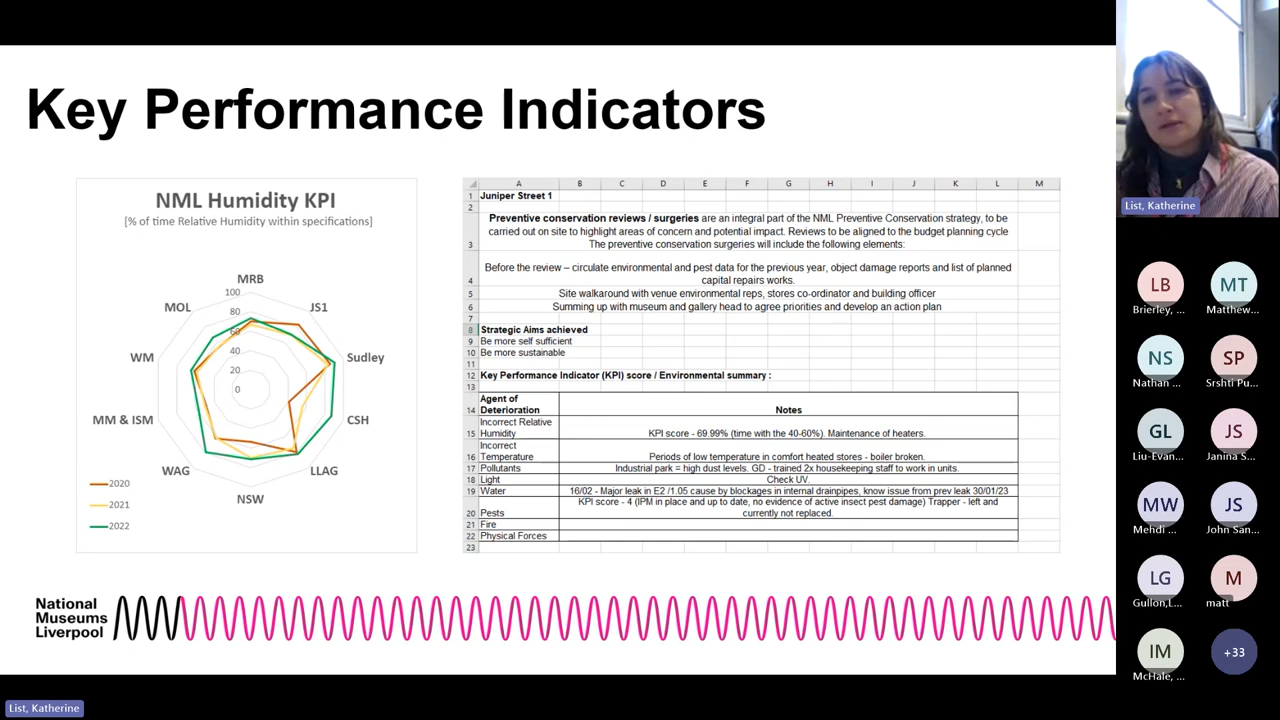 Key Performance Indicators
NML Humidity KPI
[% of time Relative Humidity within specifications]
MRB
JS1
Sudley
CSH
LLAG
NSW
WAG
MM & ISM
WM
MOL
100
80
60
40
20
0
2020
2021
2022
A B C D E F G H I J K L M
1 Juniper Street 1
2
Preventive conservation reviews / surgeries are an integral part of the NML Preventive Conservation strategy, to be
carried out on site to highlight areas of concern and potential impact. Reviews to be aligned to the budget planning cycle
3 The preventive conservation surgeries will include the following elements:
Before the review – circulate environmental and pest data for the previous year, object damage reports and list of planned
4 capital repairs works.
5 Site walkaround with venue environmental reps, stores co-ordinator and building officer
6 Summing up with museum and gallery head to agree priorities and develop an action plan
7
8 Strategic Aims achieved
9 Be more self sufficient
10 Be more sustainable
11
12 Key Performance Indicator (KPI) score / Environmental summary :
13
Agent of
14 Deterioration Notes
Incorrect Relative
15 Humidity KPI score - 69.99% (time with the 40-60%). Maintenance of heaters.
Incorrect
16 Temperature Periods of low temperature in comfort heated stores - boiler broken.
17 Pollutants Industrial park = high dust levels. GD - trained 2x housekeeping staff to work in units.
18 Light Check UV.
19 Water 16/02 - Major leak in E2 /1.05 cause by blockages in internal drainpipes, know issue from prev leak 30/01/23
KPI score - 4 (IPM in place and up to date, no evidence of active insect pest damage) Trapper - left and
20 Pests currently not replaced.
21 Fire
22 Physical Forces
23
National
Museums
Liverpool
List, Katherine
LB
Brierley, ...
MT
Matthew...
NS
Nathan ...
SP
Srshti Pu...
GL
Liu-Evan...
JS
Janina S...
MW
Mehdi ...
JS
John San...
LG
Gullon,L...
M
matt
IM
McHale, ...
+33
List, Katherine